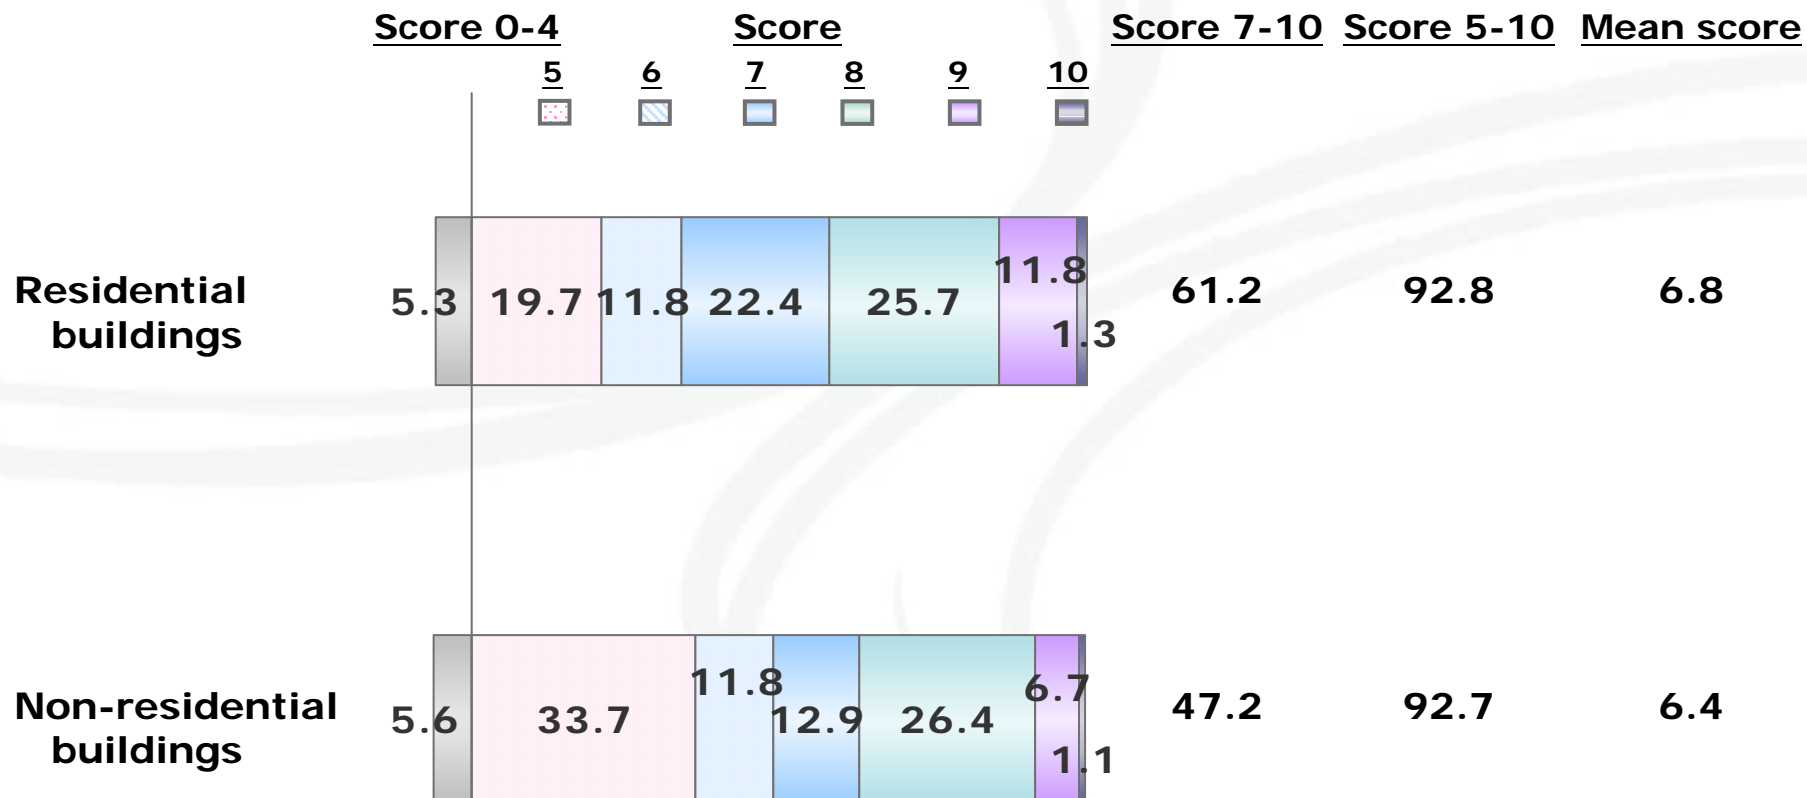 Score 0-4 Score Score 7-10 Score 5-10 Mean score
5 6 7 8 9 10
Residential
buildings
5.3 19.7 11.8 22.4 25.7 11.8 1.3 61.2 92.8 6.8
Non-residential
buildings
5.6 33.7 11.8 12.9 26.4 6.7 1.1 47.2 92.7 6.4